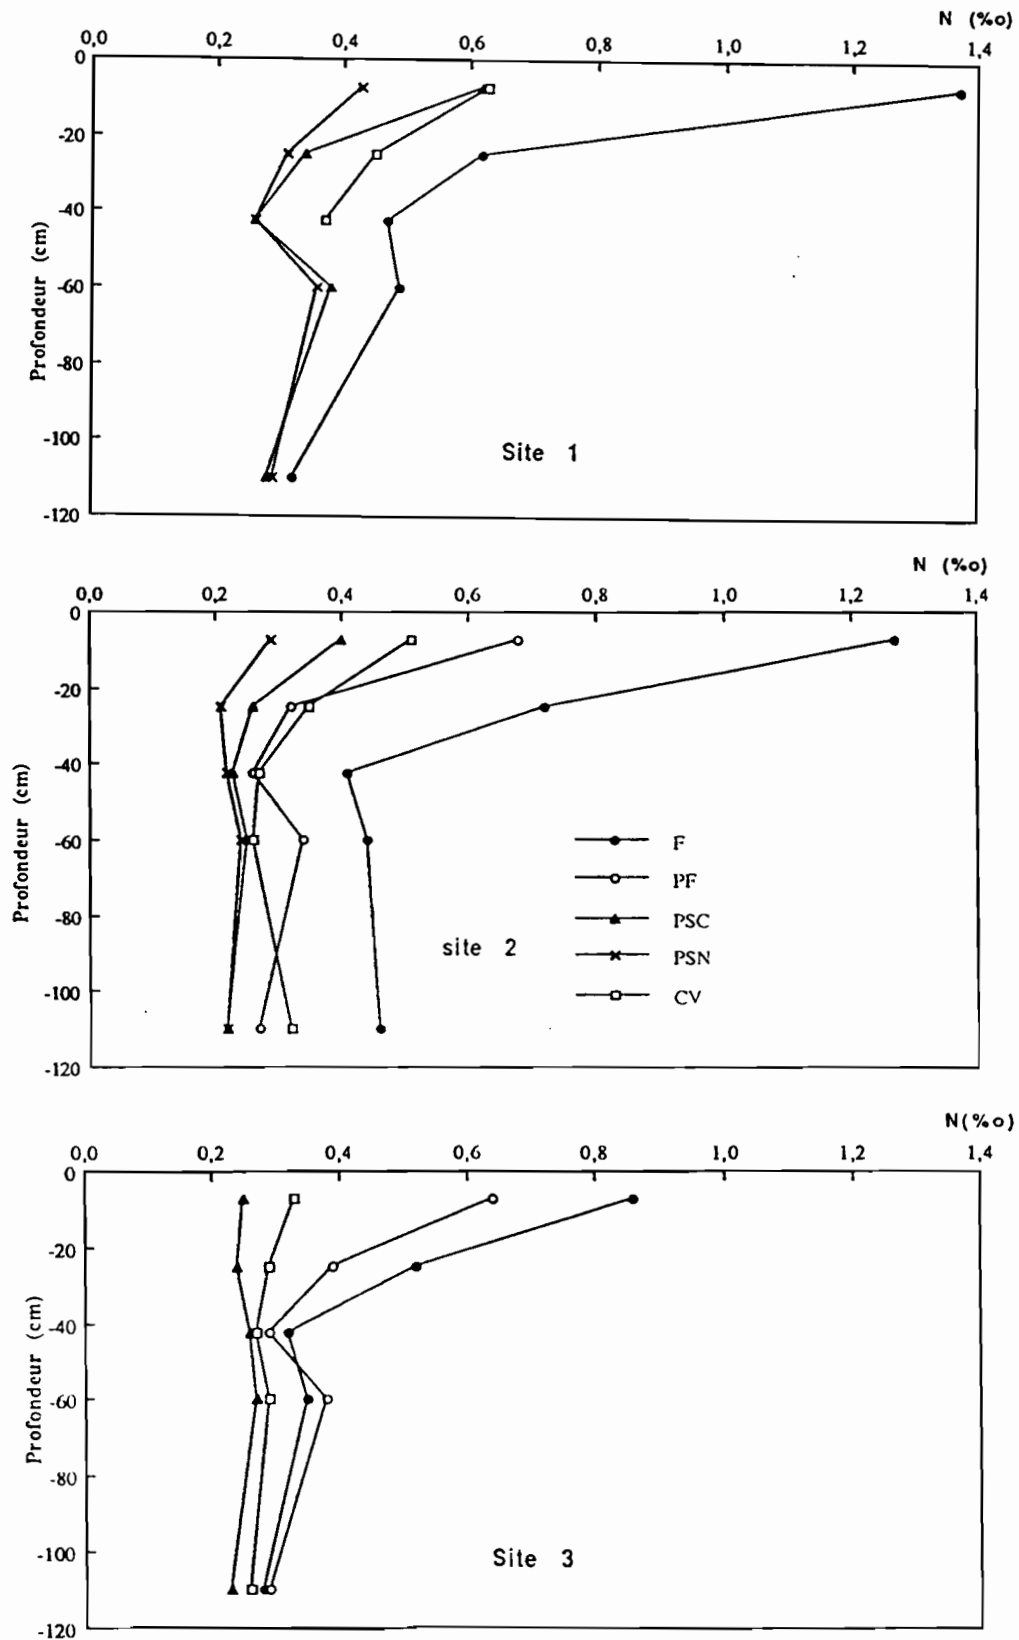 N (%o)
0,0 0,2 0,4 0,6 0,8 1,0 1,2 1,4
0
-20
-40
-60
-80
-100
-120
Profondeur (cm)
Site 1
N (%o)
0,0 0,2 0,4 0,6 0,8 1,0 1,2 1,4
0
-20
-40
-60
-80
-100
-120
Profondeur (cm)
F
PF
PSC
PSN
CV
site 2
N(%o)
0,0 0,2 0,4 0,6 0,8 1,0 1,2 1,4
0
-20
-40
-60
-80
-100
-120
Profondeur (cm)
Site 3